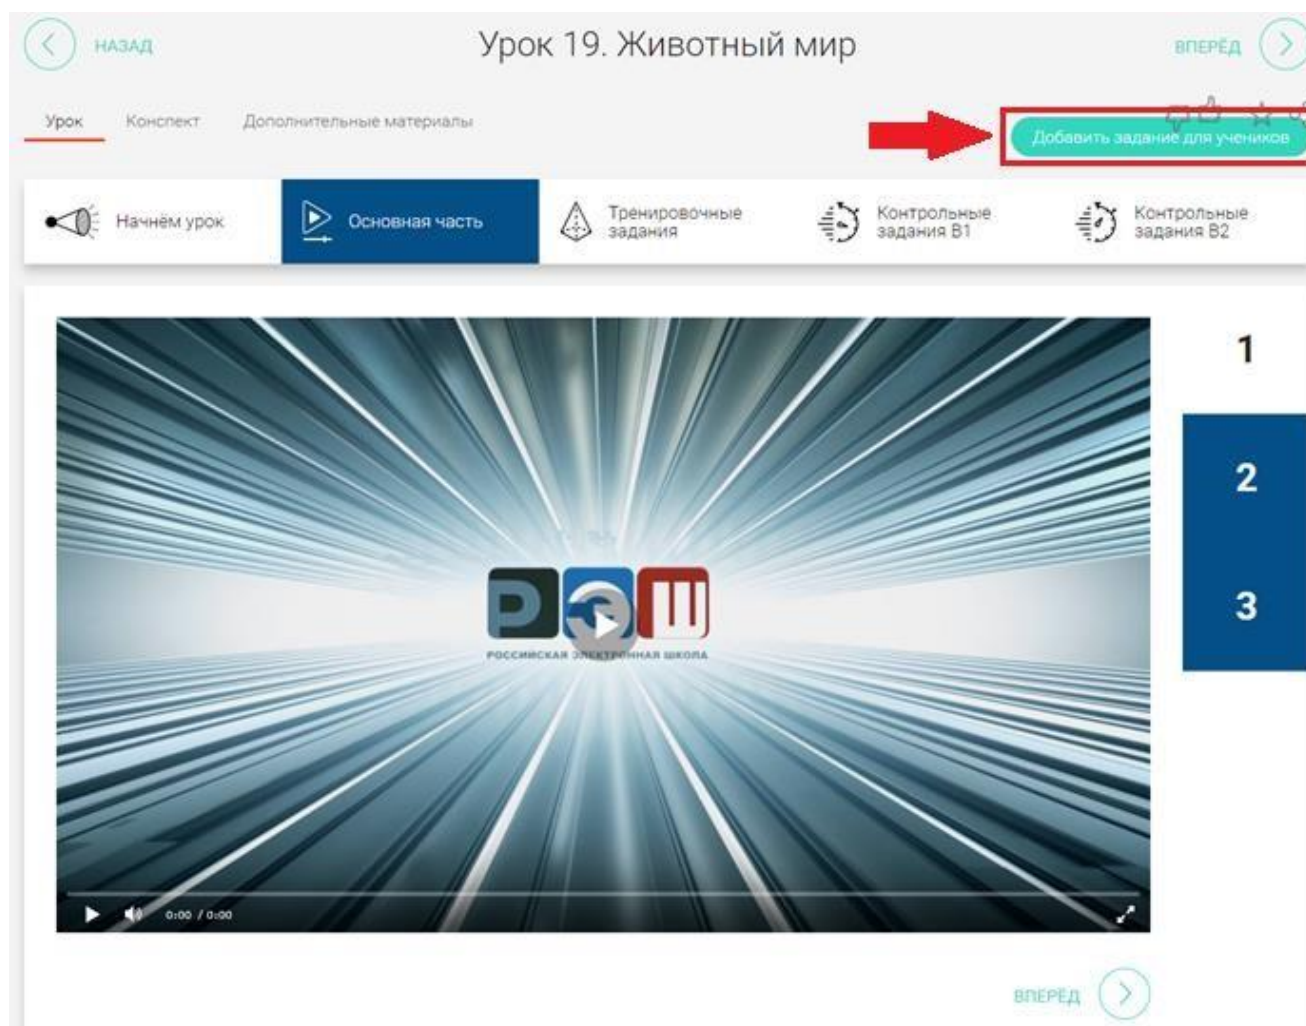 НАЗАД
Урок 19. Животный мир
ВПЕРЁД
Урок
Конспект
Дополнительные материалы
Добавить задание для учеников
Начнём урок
Основная часть
Тренировочные
задания
Контрольные
задания В1
Контрольные
задания В2
1
2
3
РЭШ
РОССИЙСКАЯ ЭЛЕКТРОННАЯ ШКОЛА
0:00 / 0:00
ВПЕРЁД